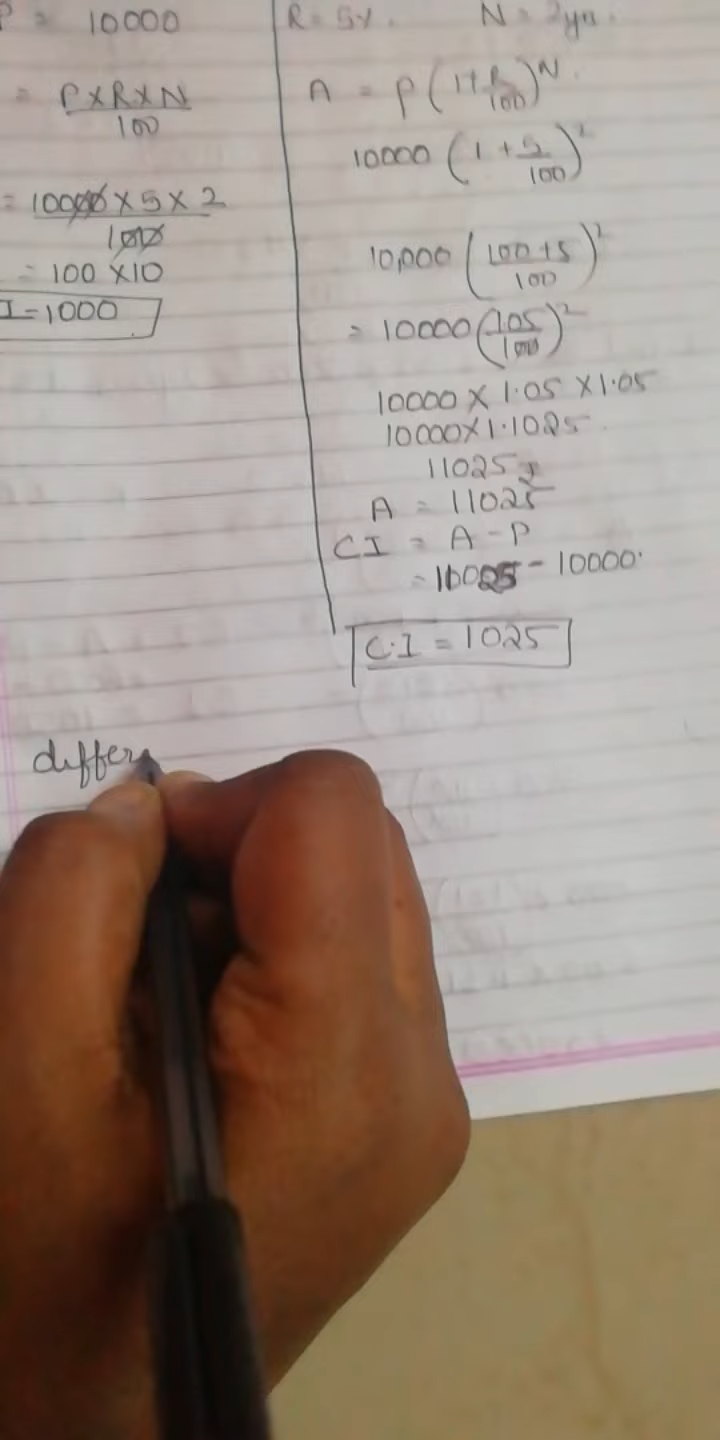 P = 10000
= P×R×N
100
= 10000 × 5 × 2
100
= 100 × 10
I = 1000
R = 5%. N = 2yrs.
A = P(1+R/100)^N.
10000 (1 + 5/100)²
10,000 (100 + 5/100)²
= 10000 (105/100)²
10000 × 1.05 × 1.05
10000 × 1.1025.
11025
A = 11025
CI = A - P
- 10000.
C.I = 1025
differ